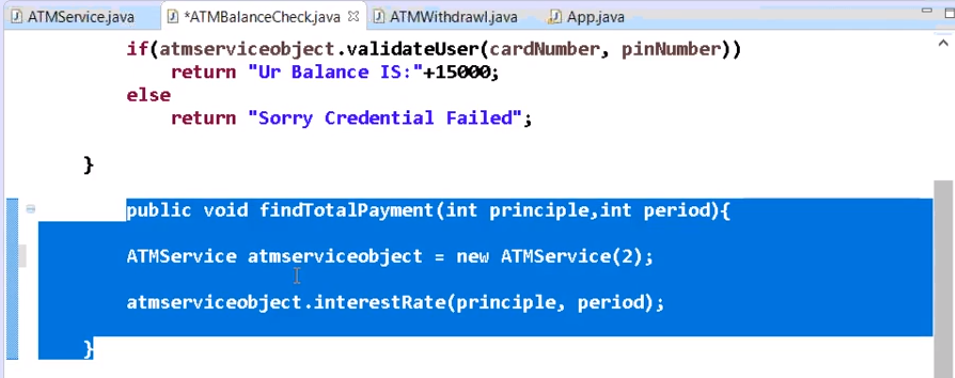 ATMService.java *ATMBalanceCheck.java ATMWithdrawl.java App.java
if(atmserviceobject.validateUser(cardNumber, pinNumber))
return "Ur Balance IS:"+15000;
else
return "Sorry Credential Failed";
}
public void findTotalPayment(int principle,int period){
ATMService atmserviceobject = new ATMService(2);
atmserviceobject.interestRate(principle, period);
}